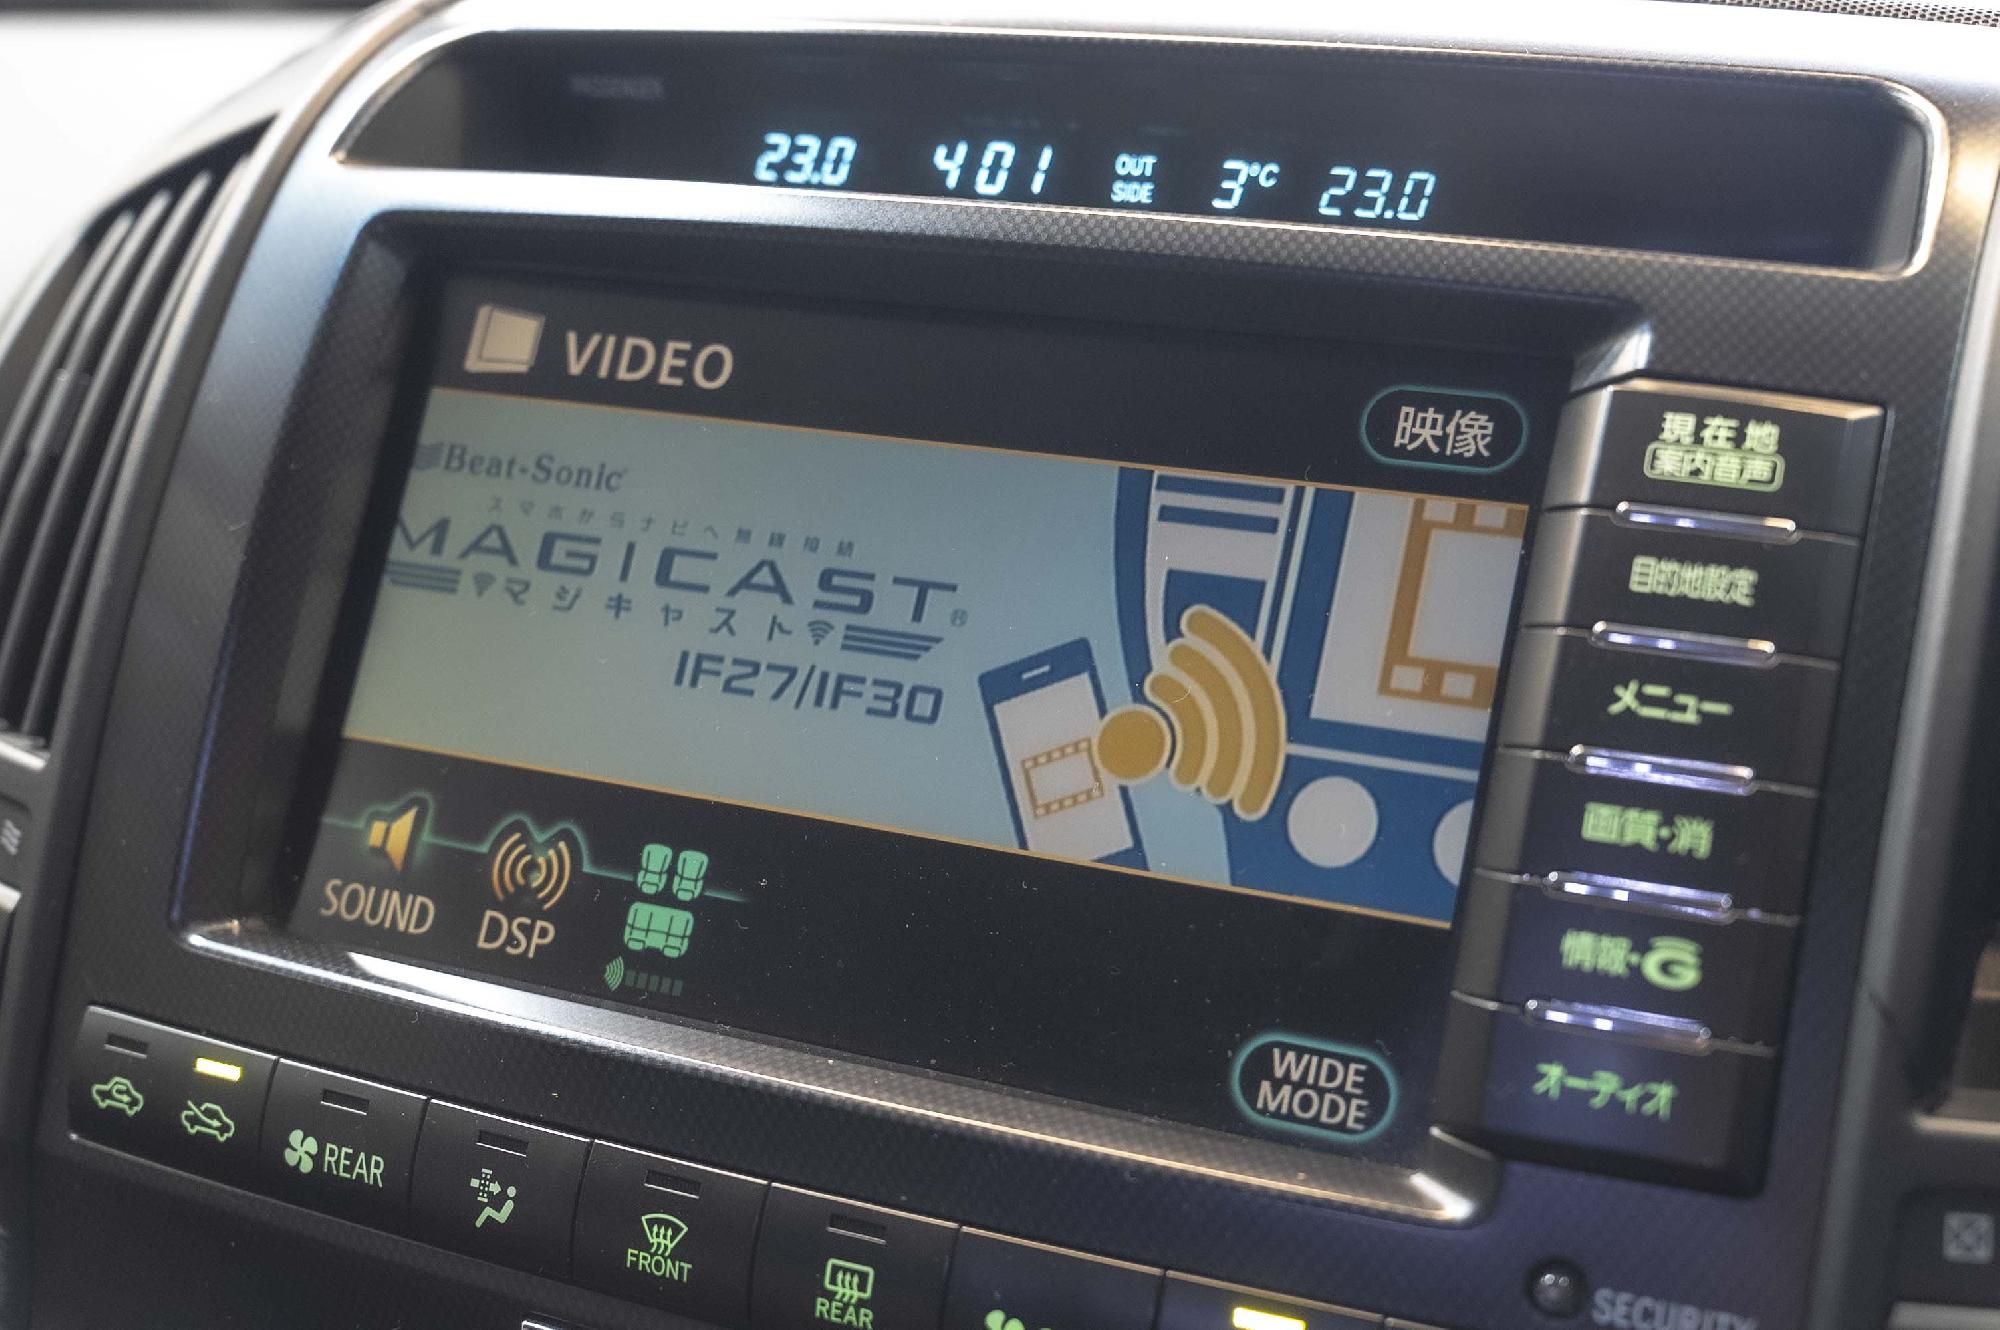 PASSENGER
23.0 401 OUT SIDE 3°C 23.0
VIDEO
映像
Beat-Sonic
スマホからナビへ無線接続
MAGICAST®
マジキャスト
IF27/IF30
SOUND
DSP
WIDE
MODE
現在地
案内音声
目的地設定
メニュー
画質・消
情報・G
オーディオ
REAR
FRONT
REAR
SECURITY